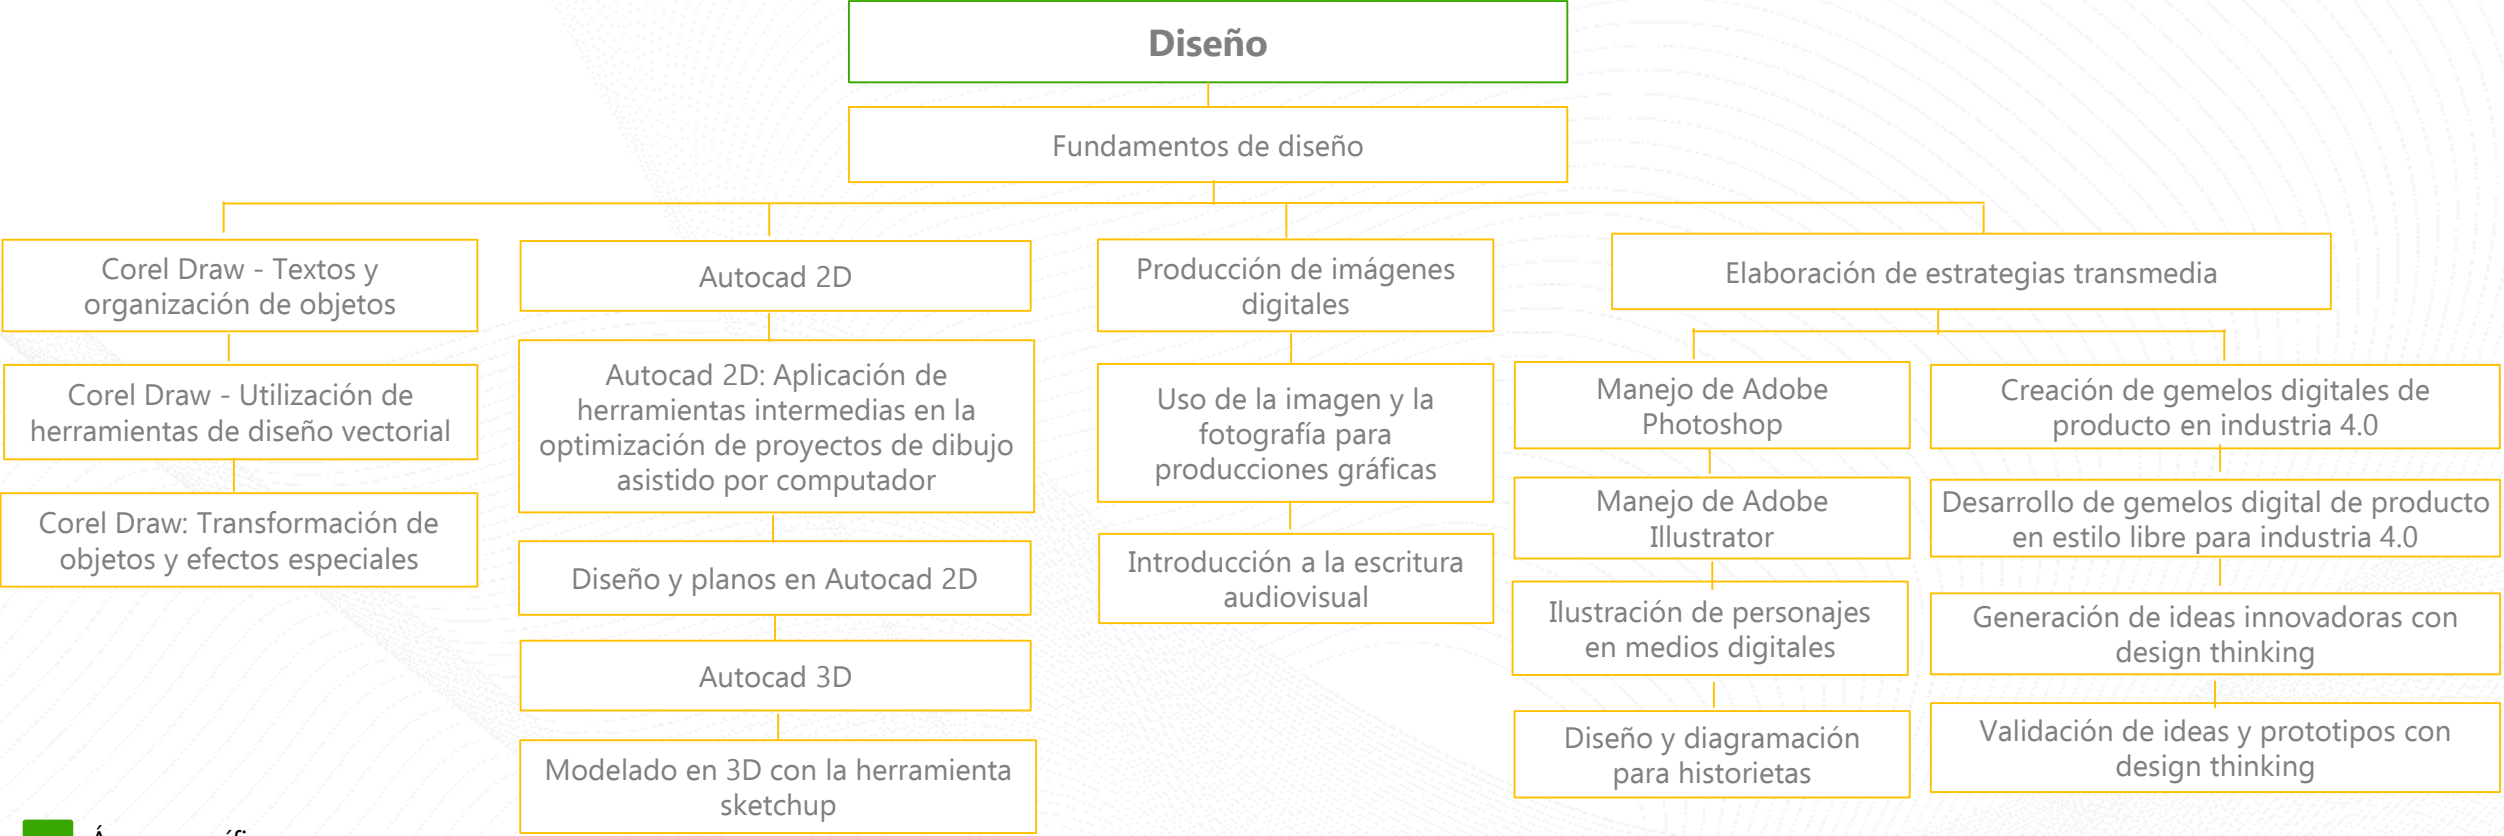 Diseño
Fundamentos de diseño
Corel Draw - Textos y
organización de objetos
Corel Draw - Utilización de
herramientas de diseño vectorial
Corel Draw: Transformación de
objetos y efectos especiales
Autocad 2D
Autocad 2D: Aplicación de
herramientas intermedias en la
optimización de proyectos de dibujo
asistido por computador
Diseño y planos en Autocad 2D
Autocad 3D
Modelado en 3D con la herramienta
sketchup
Producción de imágenes
digitales
Uso de la imagen y la
fotografía para
producciones gráficas
Introducción a la escritura
audiovisual
Elaboración de estrategias transmedia
Manejo de Adobe
Photoshop
Manejo de Adobe
Illustrator
Ilustración de personajes
en medios digitales
Diseño y diagramación
para historietas
Creación de gemelos digitales de
producto en industria 4.0
Desarrollo de gemelos digital de producto
en estilo libre para industria 4.0
Generación de ideas innovadoras con
design thinking
Validación de ideas y prototipos con
design thinking